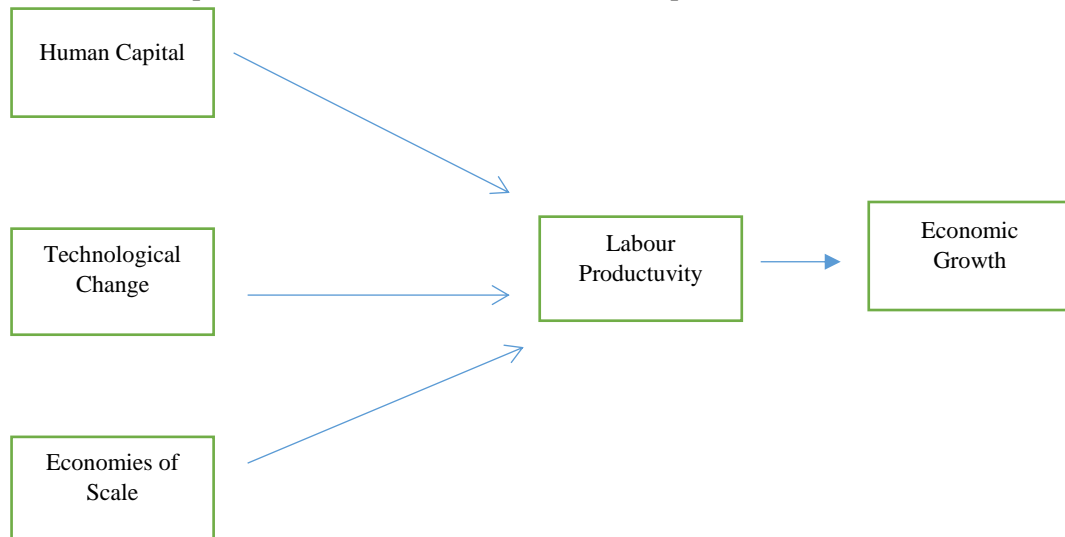 Human Capital
Technological
Change
Labour
Productuvity
Economic
Growth
Economies of
Scale